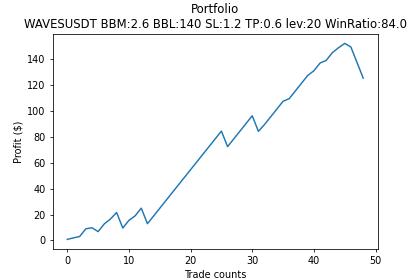 Portfolio
WAVESUSDT BBM:2.6 BBL:140 SL:1.2 TP:0.6 lev:20 WinRatio:84.0
140
120
100
80
60
40
20
0
Profit ($)
0 10 20 30 40 50
Trade counts